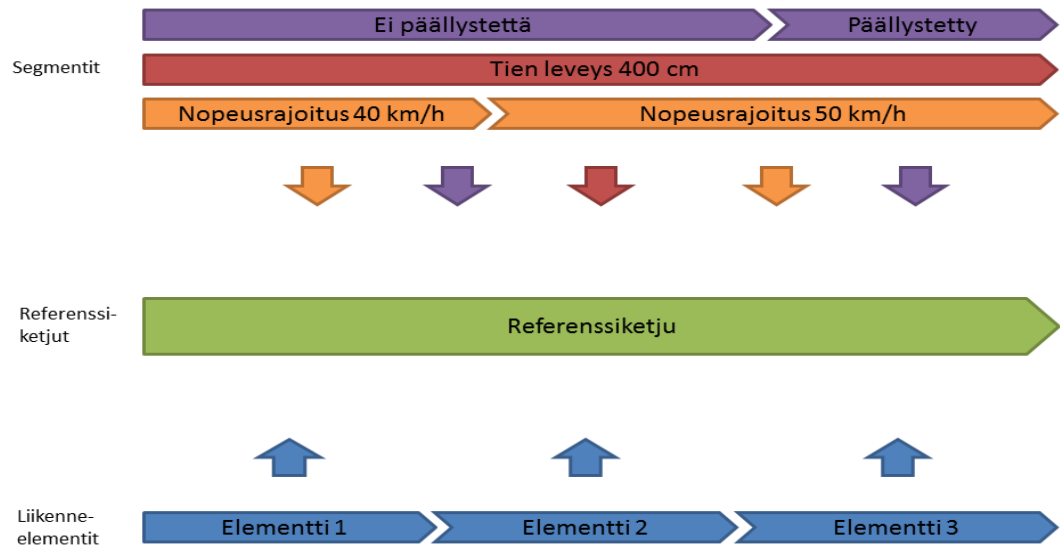 Ei päällystettä
Päällystetty
Segmentit
Tien leveys 400 cm
Nopeusrajoitus 40 km/h
Nopeusrajoitus 50 km/h
Referenssi-
ketjut
Referenssiketju
Liikenne-
elementit
Elementti 1
Elementti 2
Elementti 3